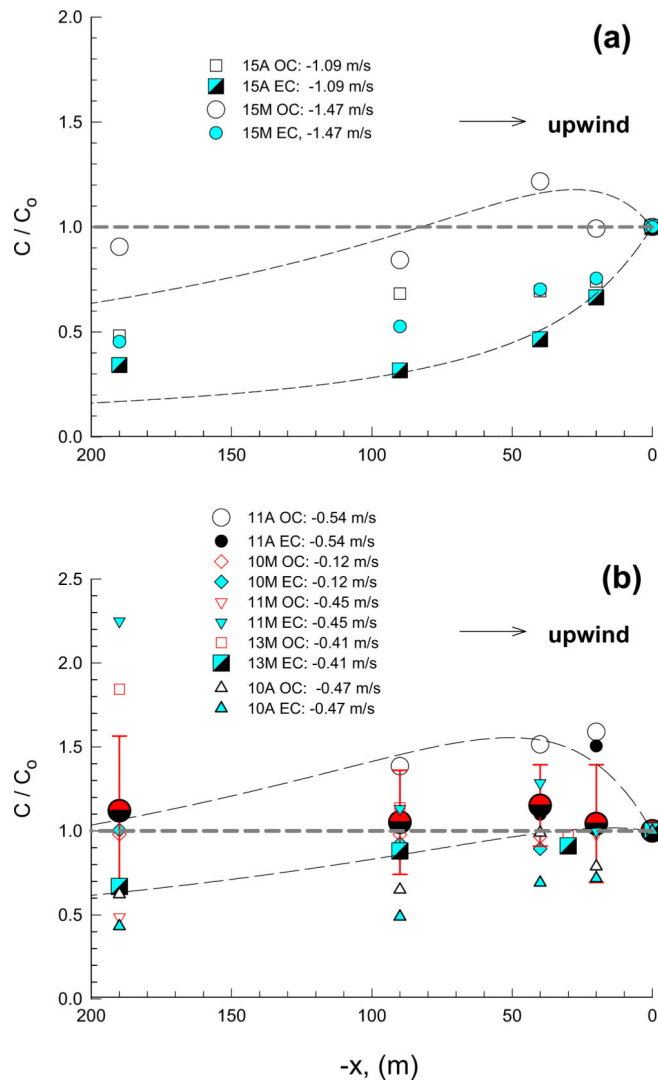 2.0
(a)
15A OC: -1.09 m/s
15A EC: -1.09 m/s
15M OC: -1.47 m/s
15M EC, -1.47 m/s
1.5
upwind
C / Co
1.0
0.5
0.0
200 150 100 50 0
11A OC: -0.54 m/s
11A EC: -0.54 m/s
10M OC: -0.12 m/s
10M EC: -0.12 m/s
11M OC: -0.45 m/s
11M EC: -0.45 m/s
13M OC: -0.41 m/s
13M EC: -0.41 m/s
10A OC: -0.47 m/s
10A EC: -0.47 m/s
(b)
2.5
upwind
2.0
1.5
C / Co
1.0
0.5
0.0
200 150 100 50 0
-x, (m)